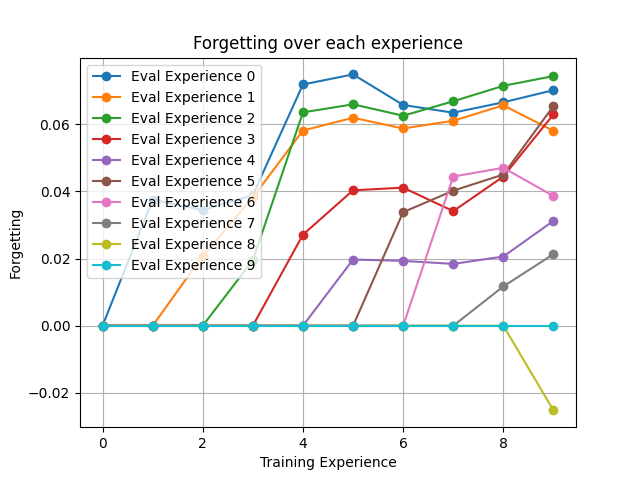 Forgetting over each experience
Eval Experience 0
Eval Experience 1
Eval Experience 2
Eval Experience 3
Eval Experience 4
Eval Experience 5
Eval Experience 6
Eval Experience 7
Eval Experience 8
Eval Experience 9
0.06
0.04
0.02
0.00
−0.02
Forgetting
0 2 4 6 8
Training Experience